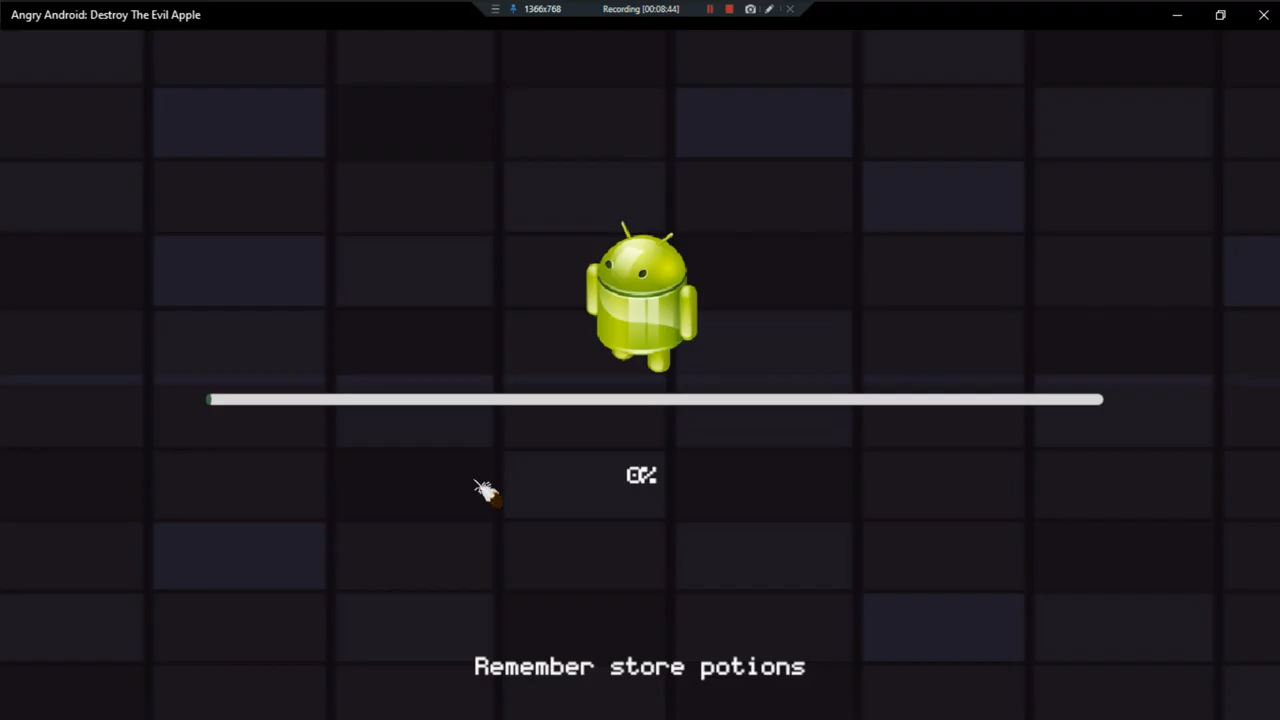 Angry Android: Destroy The Evil Apple
1366x768
Recording [00:08:44]
0%
Remember store potions